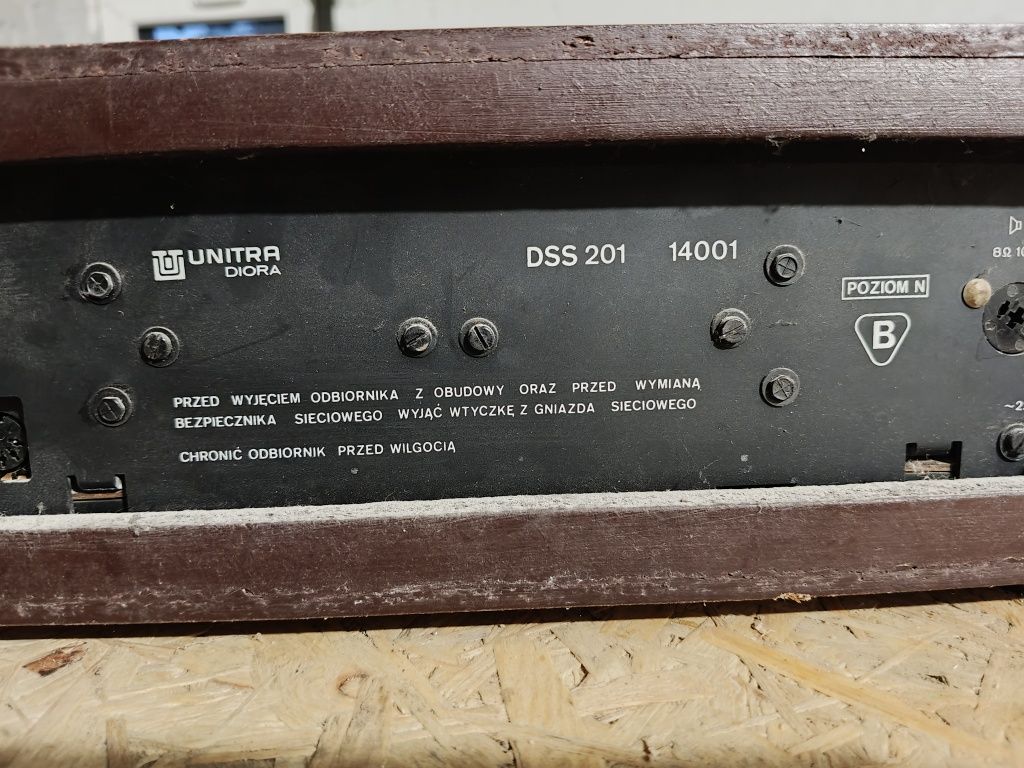 UNITRA
DIORA
DSS 201 14001
POZIOM N
B
8Ω
PRZED WYJĘCIEM ODBIORNIKA Z OBUDOWY ORAZ PRZED WYMIANĄ
BEZPIECZNIKA SIECIOWEGO WYJĄĆ WTYCZKĘ Z GNIAZDA SIECIOWEGO
CHRONIĆ ODBIORNIK PRZED WILGOCIĄ